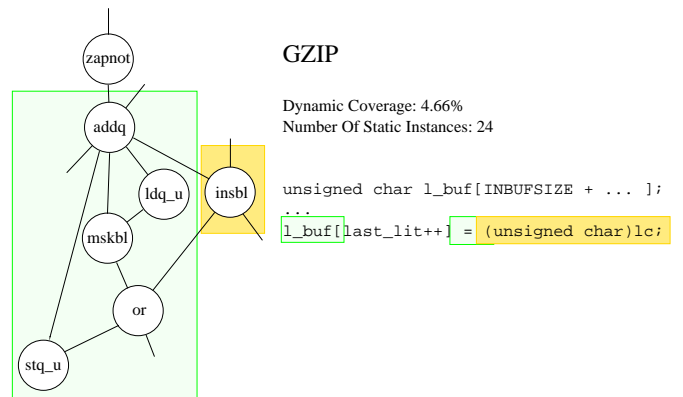 zapnot
addq
ldq_u
insbl
mskbl
or
stq_u
GZIP
Dynamic Coverage: 4.66%
Number Of Static Instances: 24
unsigned char l_buf[INBUFSIZE + ... ];
...
l_buf[last_lit++] = (unsigned char)lc;